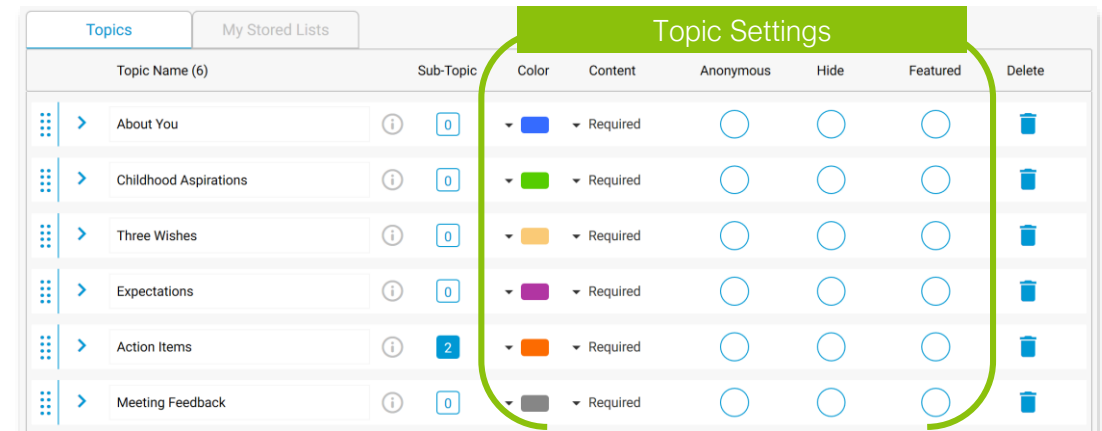 Topics My Stored Lists Topic Settings
Topic Name (6) Sub-Topic Color Content Anonymous Hide Featured Delete
About You i 0 Required
Childhood Aspirations i 0 Required
Three Wishes i 0 Required
Expectations i 0 Required
Action Items i 2 Required
Meeting Feedback i 0 Required